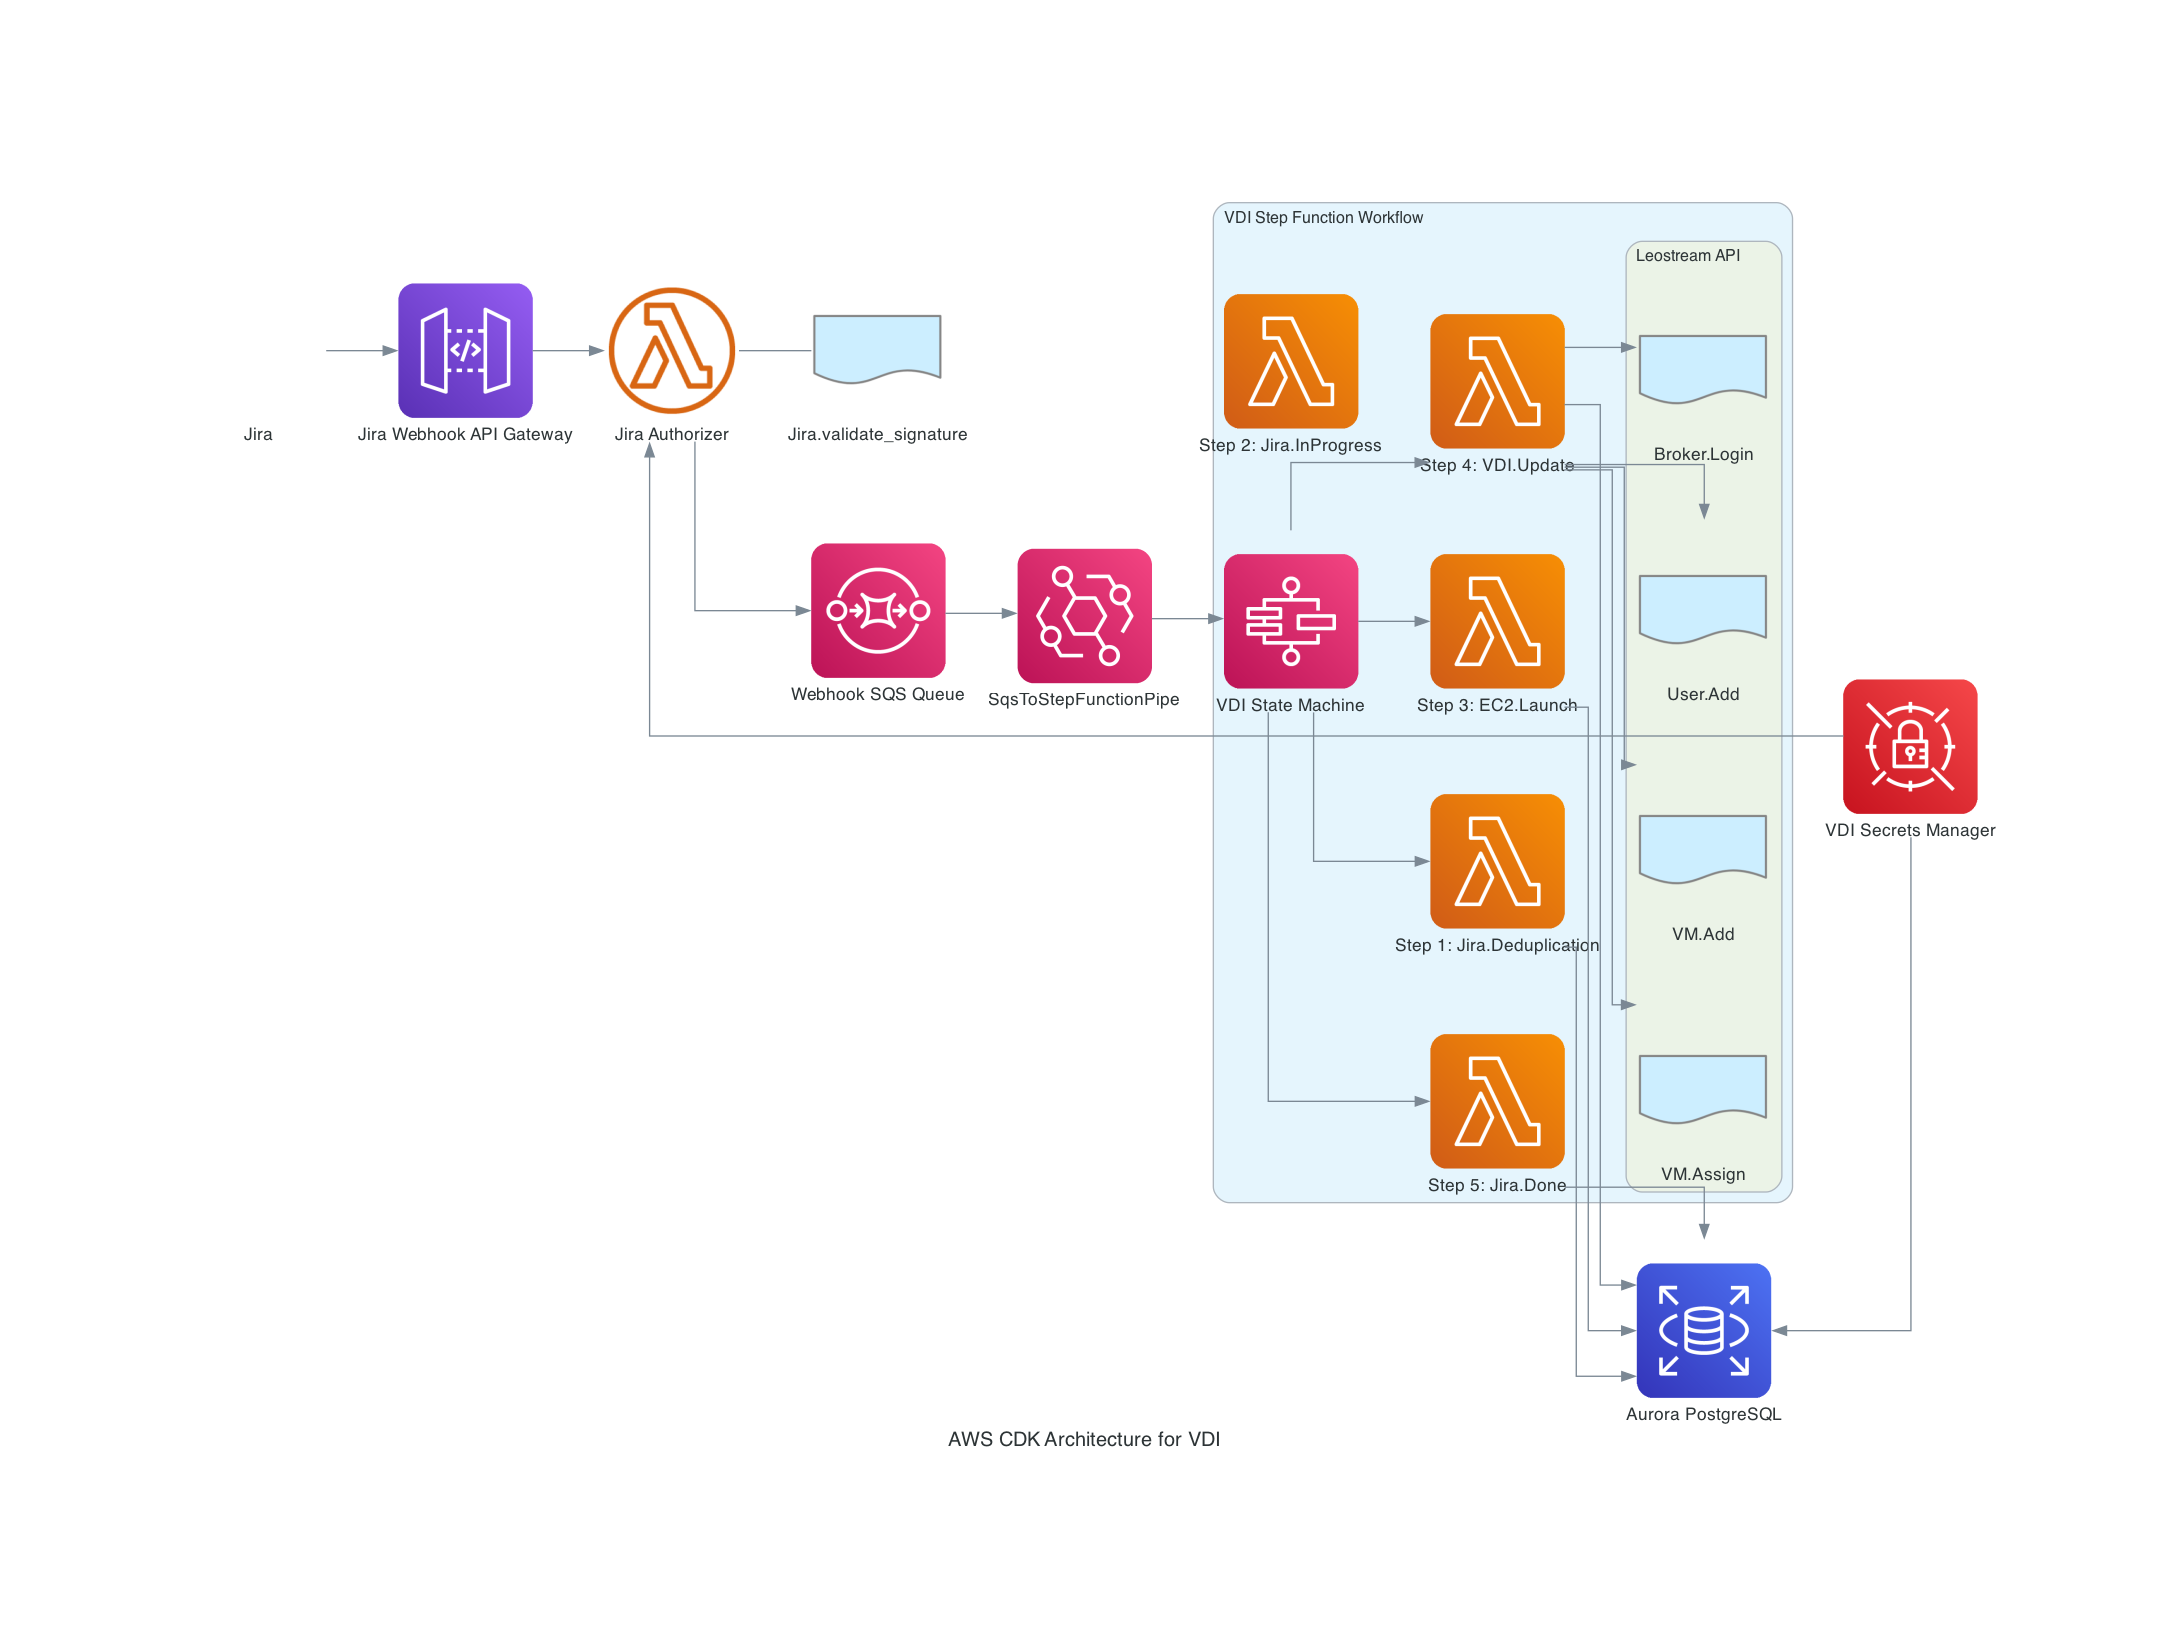 VDI Step Function Workflow
Leostream API
Jira
Jira Webhook API Gateway
Jira Authorizer
Jira.validate_signature
Step 2: Jira.InProgress
Step 4: VDI.Update
Broker.Login
Webhook SQS Queue
SqsToStepFunctionPipe
VDI State Machine
Step 3: EC2.Launch
User.Add
VDI Secrets Manager
Step 1: Jira.Deduplication
VM.Add
Step 5: Jira.Done
VM.Assign
Aurora PostgreSQL
AWS CDK Architecture for VDI